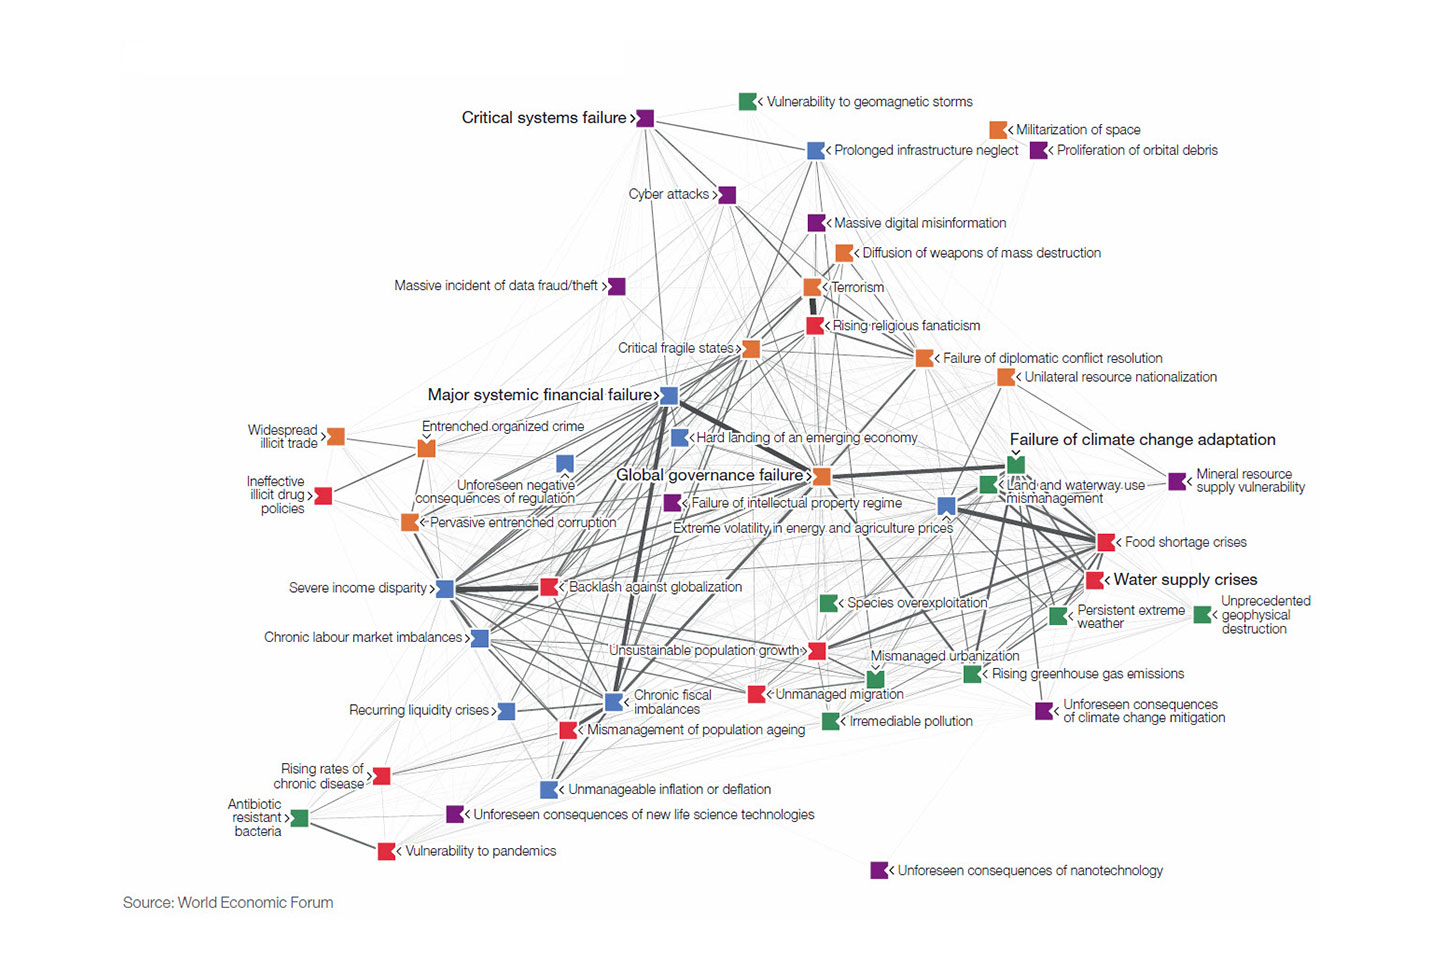 Vulnerability to geomagnetic storms
Critical systems failure
Militarization of space
Prolonged infrastructure neglect
Proliferation of orbital debris
Cyber attacks
Massive digital misinformation
Diffusion of weapons of mass destruction
Massive incident of data fraud/theft
Terrorism
Rising religious fanaticism
Critical fragile states
Failure of diplomatic conflict resolution
Unilateral resource nationalization
Major systemic financial failure
Entrenched organized crime
Widespread
illicit trade
Hard landing of an emerging economy
Failure of climate change adaptation
Global governance failure
Mineral resource
supply vulnerability
Ineffective
illicit drug
policies
Unforeseen negative
consequences of regulation
Land and waterway use
mismanagement
Failure of intellectual property regime
Pervasive entrenched corruption
Extreme volatility in energy and agriculture prices
Food shortage crises
Water supply crises
Severe income disparity
Backlash against globalization
Species overexploitation
Persistent extreme
weather
Unprecedented
geophysical
destruction
Chronic labour market imbalances
Unsustainable population growth
Mismanaged urbanization
Rising greenhouse gas emissions
Chronic fiscal
imbalances
Unmanaged migration
Recurring liquidity crises
Unforeseen consequences
of climate change mitigation
Irremediable pollution
Mismanagement of population ageing
Rising rates of
chronic disease
Unmanageable inflation or deflation
Antibiotic
resistant
bacteria
Unforeseen consequences of new life science technologies
Vulnerability to pandemics
Unforeseen consequences of nanotechnology
Source: World Economic Forum